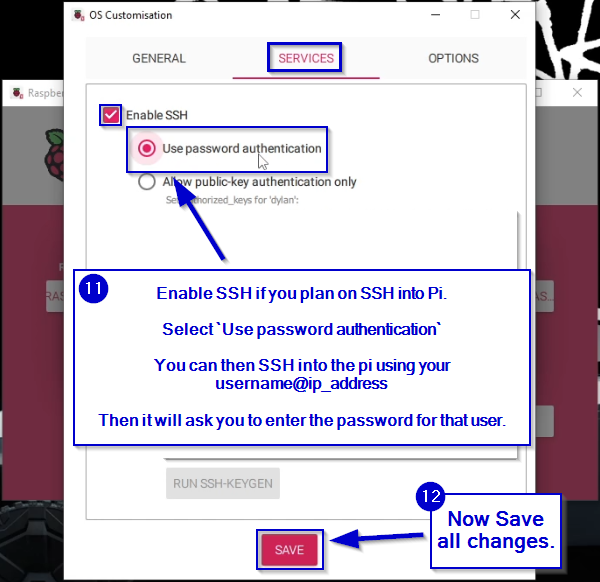 OS Customisation
GENERAL
SERVICES
OPTIONS
Raspber
Enable SSH
Use password authentication
Allow public-key authentication only
Set authorized_keys for 'dylan':
11
Enable SSH if you plan on SSH into Pi.
Select `Use password authentication`
You can then SSH into the pi using your
username@ip_address
Then it will ask you to enter the password for that user.
RUN SSH-KEYGEN
12
Now Save
all changes.
SAVE